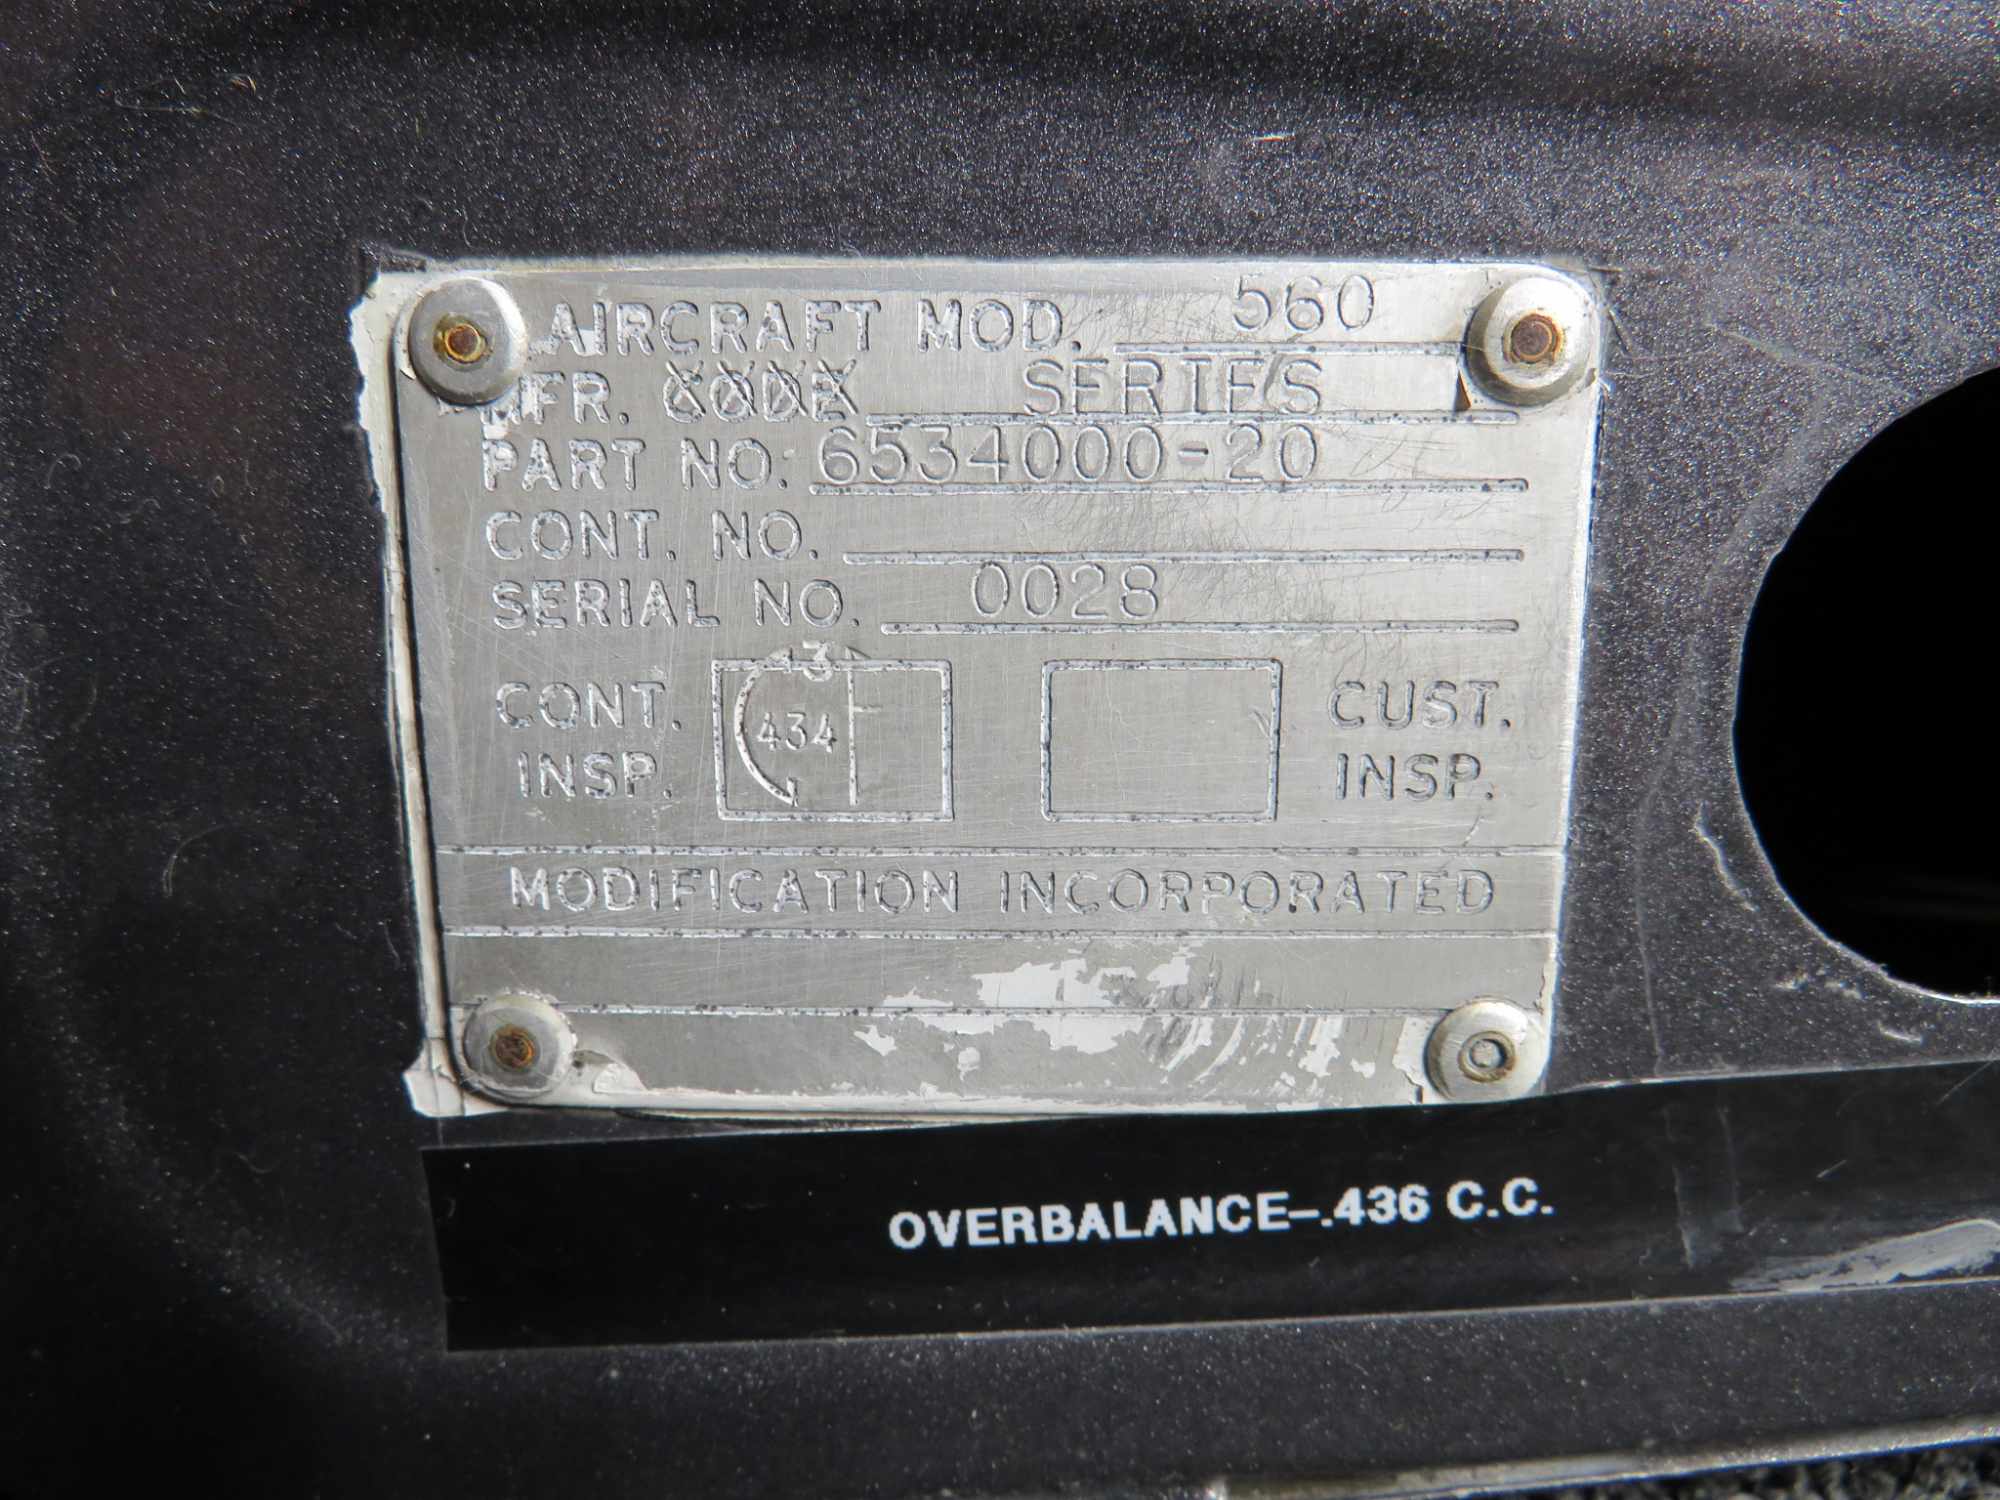 AIRCRAFT MOD. 560
MFR. CODE SERIES
PART NO. 6534000-20
CONT. NO.
SERIAL NO. 0028
43
CONT. 434 CUST.
INSP. INSP.
MODIFICATION INCORPORATED
OVERBALANCE–.436 C.C.